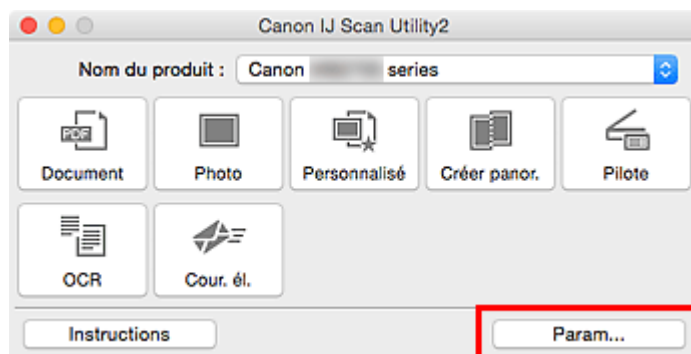 Canon IJ Scan Utility2
Nom du produit : Canon series
PDF
Document Photo Personnalisé Créer panor. Pilote
OCR Cour. él.
Instructions Param...